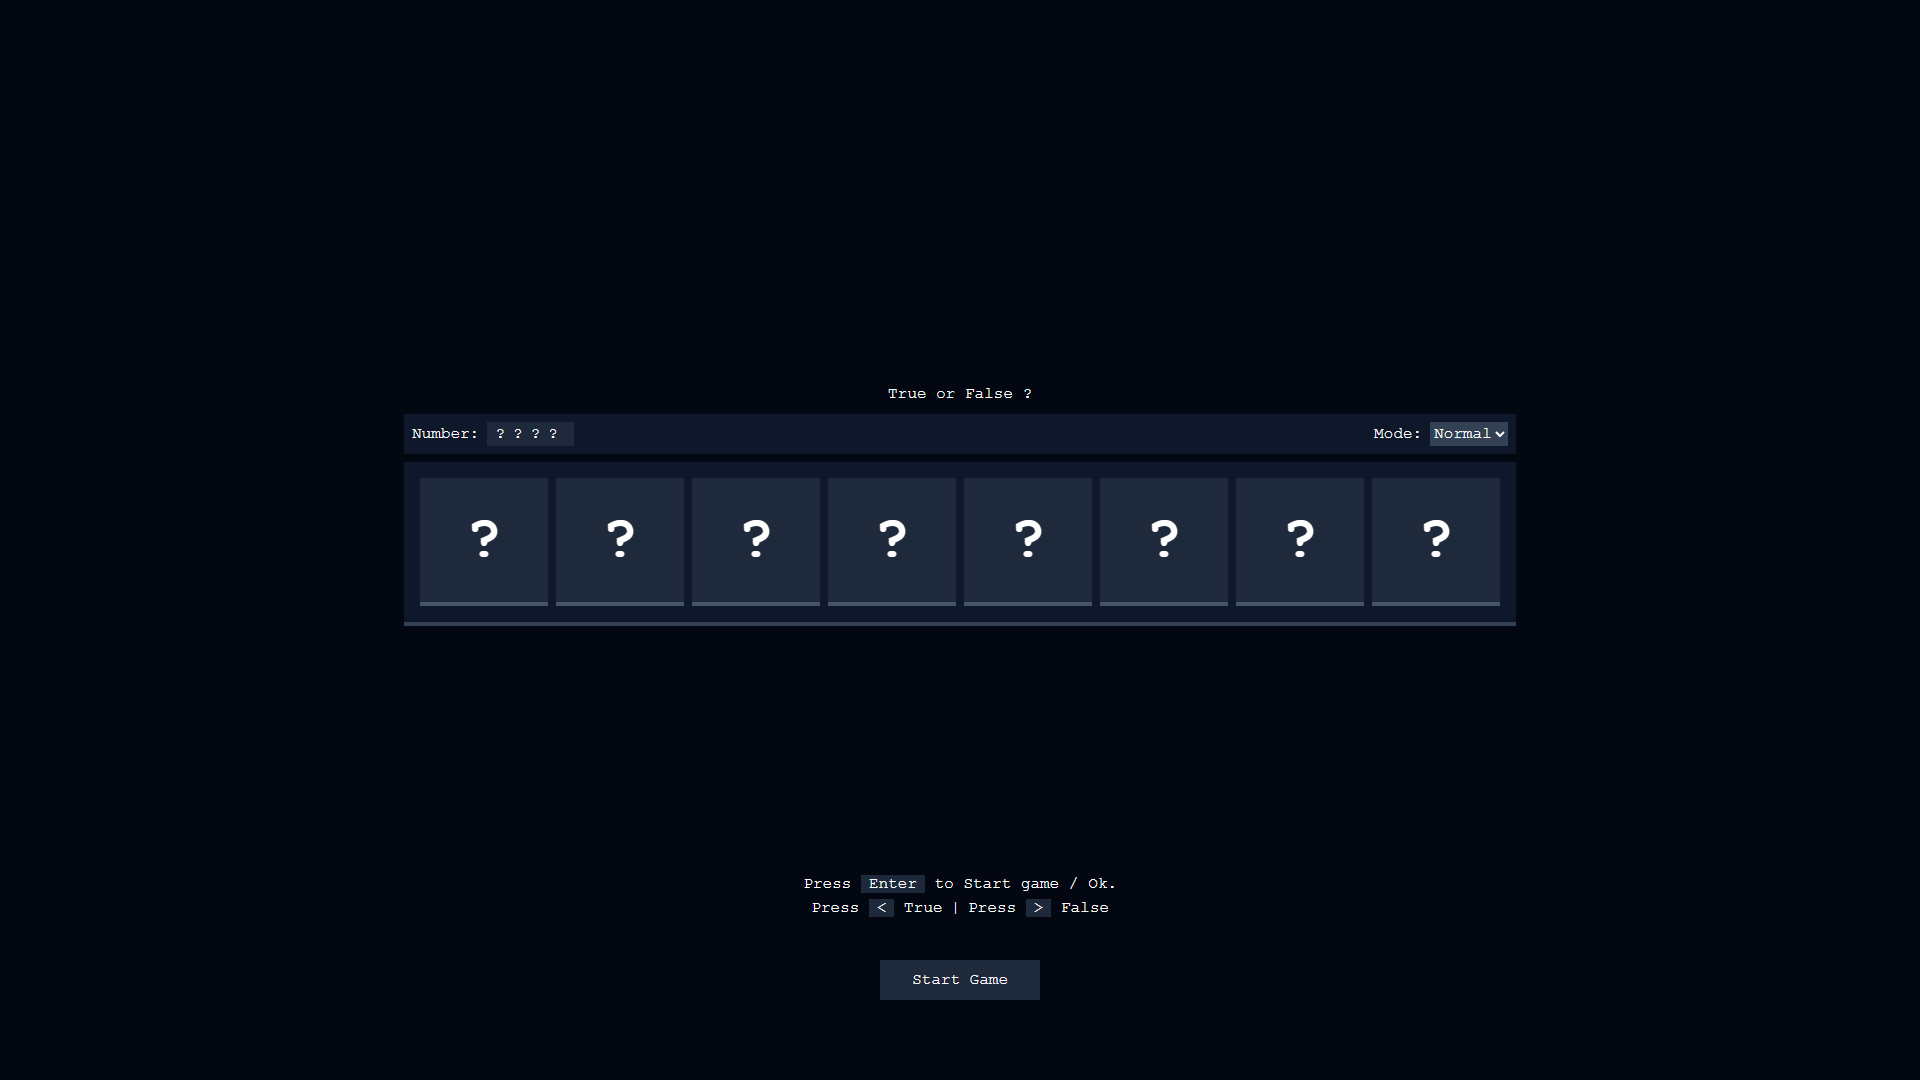 True or False ?
Number: ? ? ? ? Mode: Normal
? ? ? ? ? ? ? ?
Press Enter to Start game / Ok.
Press < True | Press > False
Start Game